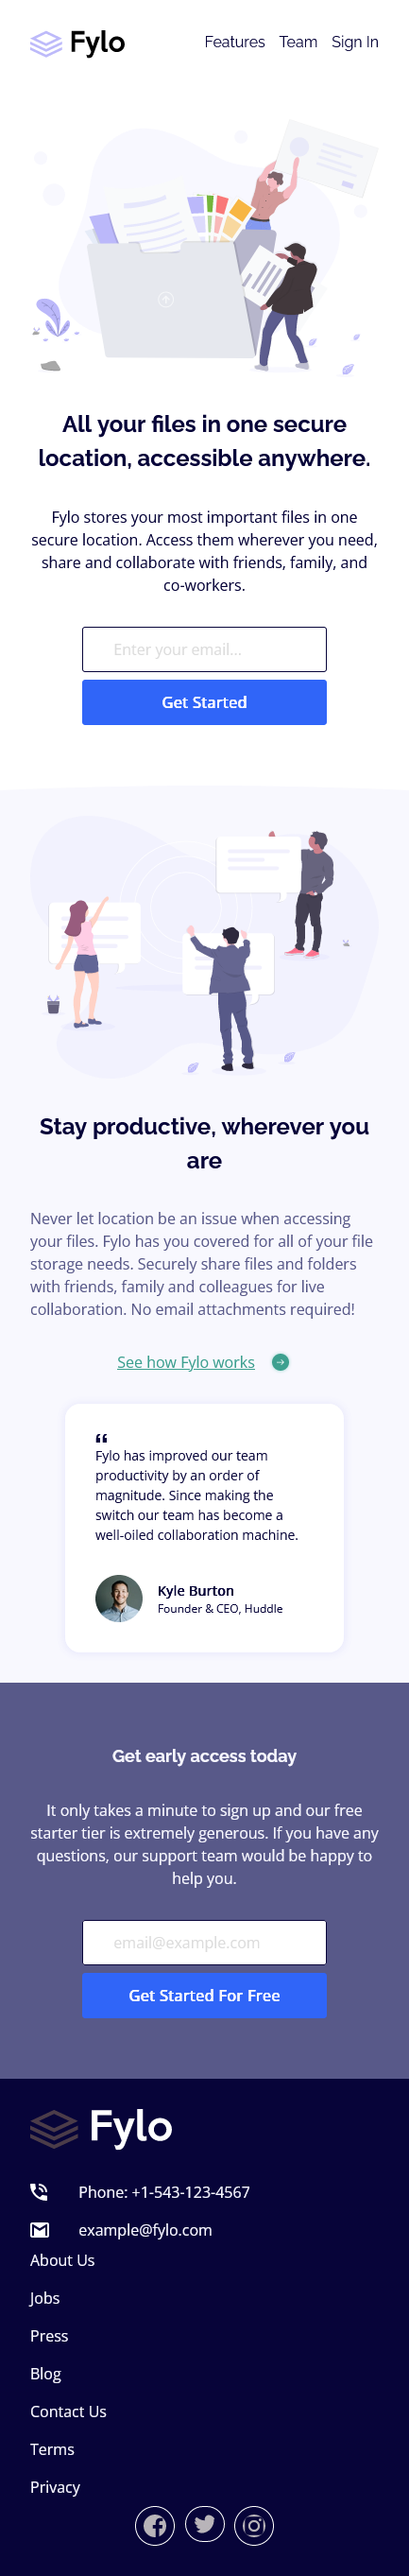 Fylo
Features Team Sign In
All your files in one secure
location, accessible anywhere.
Fylo stores your most important files in one
secure location. Access them wherever you need,
share and collaborate with friends, family, and
co-workers.
Enter your email...
Get Started
Stay productive, wherever you
are
Never let location be an issue when accessing
your files. Fylo has you covered for all of your file
storage needs. Securely share files and folders
with friends, family and colleagues for live
collaboration. No email attachments required!
See how Fylo works
“
Fylo has improved our team
productivity by an order of
magnitude. Since making the
switch our team has become a
well-oiled collaboration machine.
Kyle Burton
Founder & CEO, Huddle
Get early access today
It only takes a minute to sign up and our free
starter tier is extremely generous. If you have any
questions, our support team would be happy to
help you.
email@example.com
Get Started For Free
Fylo
Phone: +1-543-123-4567
example@fylo.com
About Us
Jobs
Press
Blog
Contact Us
Terms
Privacy